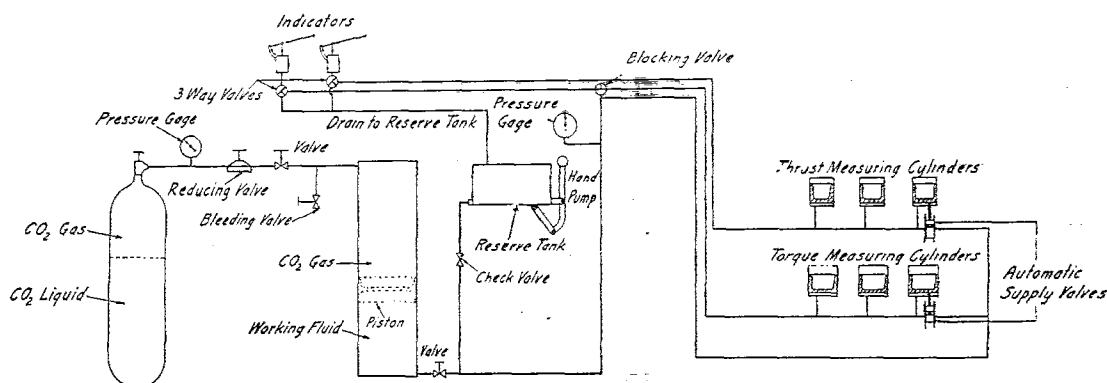 Indicators
Blocking Valve
3 Way Valves
Pressure Gage
Pressure
Gage
Drain to Reserve Tank
Valve
Reducing Valve
Bleeding Valve
Hand
Pump
Reserve Tank
Thrust Measuring Cylinders
CO₂ Gas
CO₂ Gas
Check Valve
Torque Measuring Cylinders
Automatic
Supply Valves
CO₂ Liquid
Piston
Working Fluid
Valve